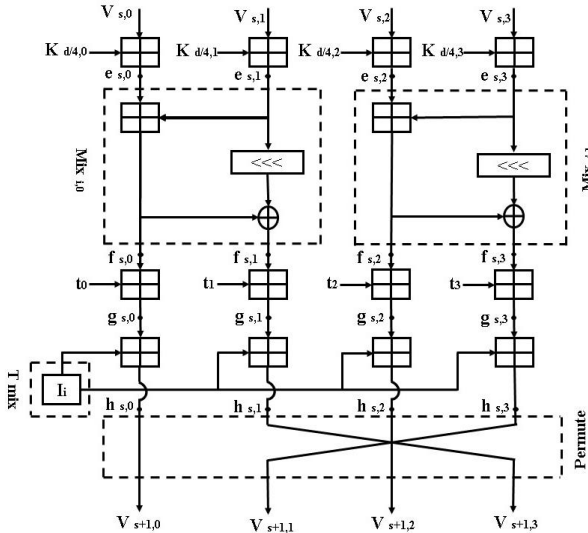 V s,0 V s,1 V s,2 V s,3
K d/4,0 K d/4,1 K d/4,2 K d/4,3
e s,0 e s,1 e s,2 e s,3
Mix i,0
<<< <<<
f s,0 f s,1 f s,2 f s,3
t0 t1 t2 t3
g s,0 g s,1 g s,2 g s,3
T mix
Ii
h s,0 h s,1 h s,2 h s,3
Permute
V s+1,0 V s+1,1 V s+1,2 V s+1,3